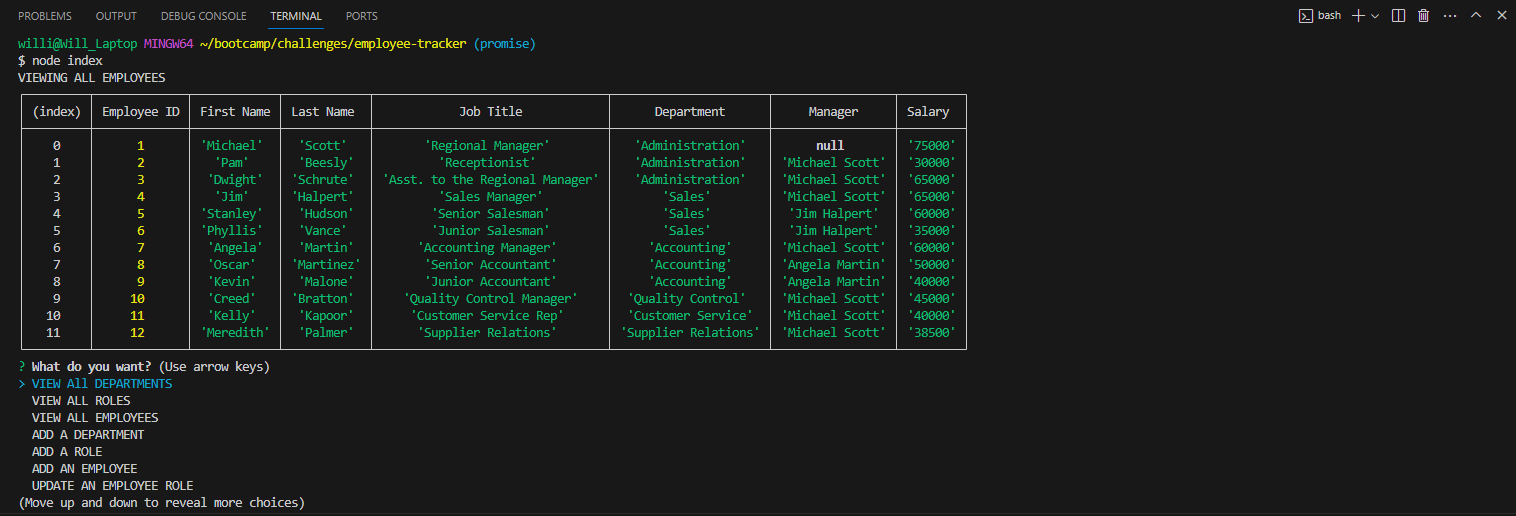 PROBLEMS OUTPUT DEBUG CONSOLE TERMINAL PORTS bash
willi@Will_Laptop MINGW64 ~/bootcamp/challenges/employee-tracker (promise)
$ node index
VIEWING ALL EMPLOYEES
(index) Employee ID First Name Last Name Job Title Department Manager Salary
0 1 'Michael' 'Scott' 'Regional Manager' 'Administration' null '75000'
1 2 'Pam' 'Beesly' 'Receptionist' 'Administration' 'Michael Scott' '30000'
2 3 'Dwight' 'Schrute' 'Asst. to the Regional Manager' 'Administration' 'Michael Scott' '65000'
3 4 'Jim' 'Halpert' 'Sales Manager' 'Sales' 'Michael Scott' '65000'
4 5 'Stanley' 'Hudson' 'Senior Salesman' 'Sales' 'Jim Halpert' '60000'
5 6 'Phyllis' 'Vance' 'Junior Salesman' 'Sales' 'Jim Halpert' '35000'
6 7 'Angela' 'Martin' 'Accounting Manager' 'Accounting' 'Michael Scott' '60000'
7 8 'Oscar' 'Martinez' 'Senior Accountant' 'Accounting' 'Angela Martin' '50000'
8 9 'Kevin' 'Malone' 'Junior Accountant' 'Accounting' 'Angela Martin' '40000'
9 10 'Creed' 'Bratton' 'Quality Control Manager' 'Quality Control' 'Michael Scott' '45000'
10 11 'Kelly' 'Kapoor' 'Customer Service Rep' 'Customer Service' 'Michael Scott' '40000'
11 12 'Meredith' 'Palmer' 'Supplier Relations' 'Supplier Relations' 'Michael Scott' '38500'
? What do you want? (Use arrow keys)
> VIEW All DEPARTMENTS
VIEW ALL ROLES
VIEW ALL EMPLOYEES
ADD A DEPARTMENT
ADD A ROLE
ADD AN EMPLOYEE
UPDATE AN EMPLOYEE ROLE
(Move up and down to reveal more choices)